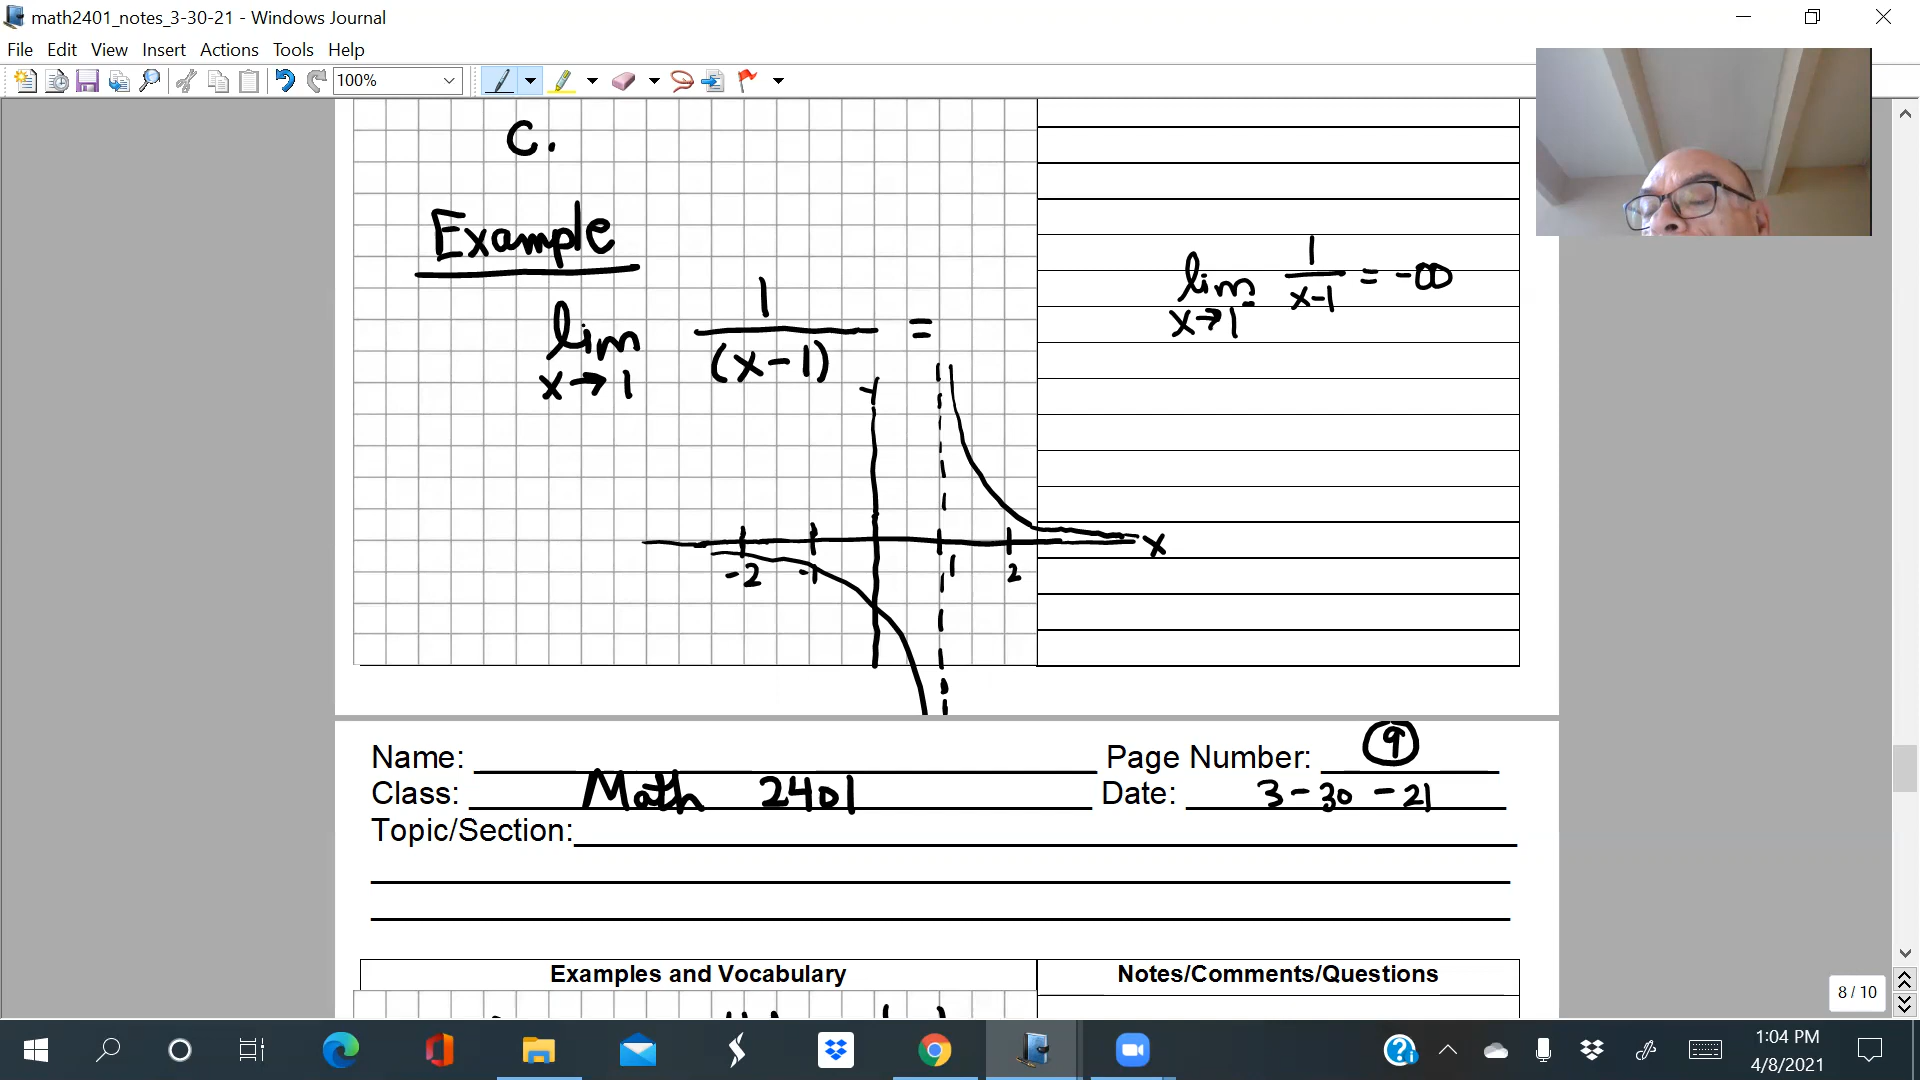 math2401_notes_3-30-21 - Windows Journal
File Edit View Insert Actions Tools Help
100%
C.
Example
lim 1
x→1 (x-1) =
lim 1
x→1⁻ x-1 = -∞
-2 -1 1 2 x
Name: Page Number: 9
Class: Math 2401 Date: 3-30-21
Topic/Section:
Examples and Vocabulary Notes/Comments/Questions
8 / 10
1:04 PM
4/8/2021